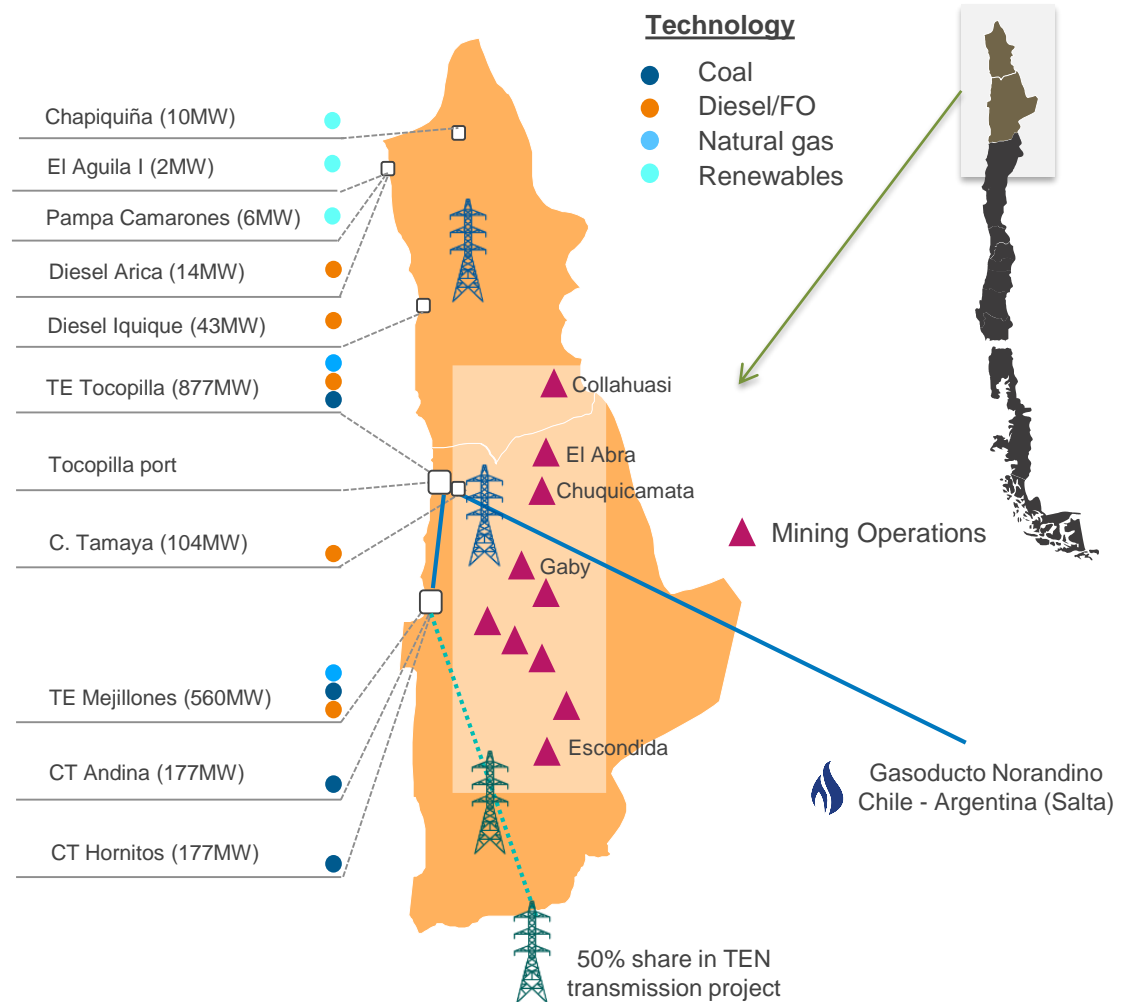 Technology
Coal
Diesel/FO
Natural gas
Renewables
Chapiquiña (10MW)
El Aguila I (2MW)
Pampa Camarones (6MW)
Diesel Arica (14MW)
Diesel Iquique (43MW)
TE Tocopilla (877MW)
Tocopilla port
C. Tamaya (104MW)
TE Mejillones (560MW)
CT Andina (177MW)
CT Hornitos (177MW)
Collahuasi
El Abra
Chuquicamata
Gaby
Escondida
Mining Operations
Gasoducto Norandino
Chile - Argentina (Salta)
50% share in TEN
transmission project